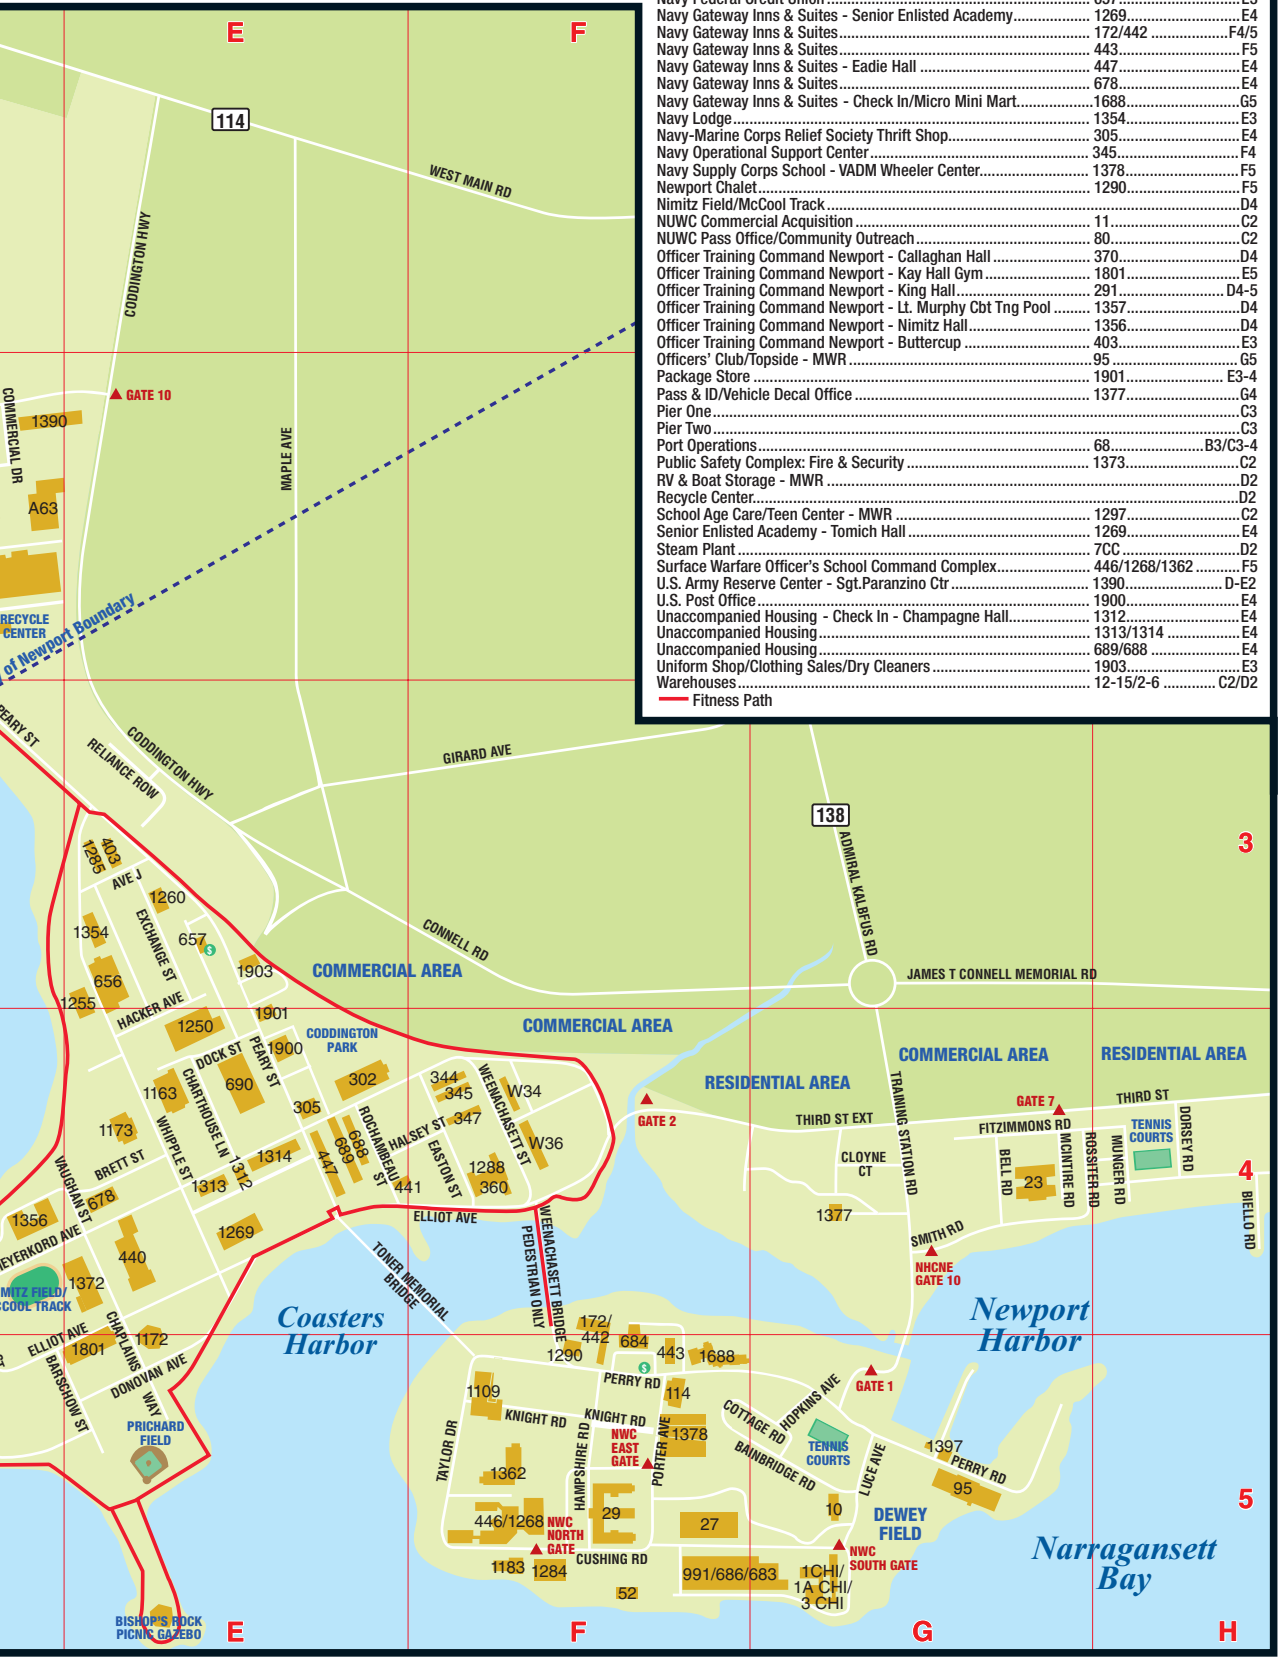 Navy Gateway Inns & Suites - Senior Enlisted Academy 1269 E4
Navy Gateway Inns & Suites 172/442 F4/5
Navy Gateway Inns & Suites 443 F5
Navy Gateway Inns & Suites - Eadie Hall 447 E4
Navy Gateway Inns & Suites 678 E4
Navy Gateway Inns & Suites - Check In/Micro Mini Mart 1688 G5
Navy Lodge 1354 E3
Navy-Marine Corps Relief Society Thrift Shop 305 E4
Navy Operational Support Center 345 F4
Navy Supply Corps School - VADM Wheeler Center 1378 F5
Newport Chalet 1290 F5
Nimitz Field/McCool Track D4
NUWC Commercial Acquisition 11 C2
NUWC Pass Office/Community Outreach 80 C2
Officer Training Command Newport - Callaghan Hall 370 D4
Officer Training Command Newport - Kay Hall Gym 1801 E5
Officer Training Command Newport - King Hall 291 D4-5
Officer Training Command Newport - Lt. Murphy Cbt Tng Pool 1357 D4
Officer Training Command Newport - Nimitz Hall 1356 D4
Officer Training Command Newport - Buttercup 403 E3
Officers' Club/Topside - MWR 95 G5
Package Store 1901 E3-4
Pass & ID/Vehicle Decal Office 1377 G4
Pier One C3
Pier Two C3
Port Operations 68 B3/C3-4
Public Safety Complex: Fire & Security 1373 C2
RV & Boat Storage - MWR D2
Recycle Center D2
School Age Care/Teen Center - MWR 1297 C2
Senior Enlisted Academy - Tomich Hall 1269 E4
Steam Plant 7CC D2
Surface Warfare Officer's School Command Complex 446/1268/1362 F5
U.S. Army Reserve Center - Sgt.Paranzino Ctr 1390 D-E2
U.S. Post Office 1900 E4
Unaccompanied Housing - Check In - Champagne Hall 1312 E4
Unaccompanied Housing 1313/1314 E4
Unaccompanied Housing 689/688 E4
Uniform Shop/Clothing Sales/Dry Cleaners 1903 E3
Warehouses 12-15/2-6 C2/D2
Fitness Path
E
F
114
WEST MAIN RD
CODDINGTON HWY
GATE 10
COMMERCIAL DR
1390
MAPLE AVE
A63
RECYCLE
CENTER
of Newport Boundary
PEARY ST
RELIANCE ROW
CODDINGTON HWY
GIRARD AVE
138
ADMIRAL KALBFUS RD
3
403
1285
AVE J
1260
EXCHANGE ST
1354
657
$
1903
656
1255
HACKER AVE
CONNELL RD
COMMERCIAL AREA
JAMES T CONNELL MEMORIAL RD
1901
1250
CODDINGTON
PARK
COMMERCIAL AREA
COMMERCIAL AREA
RESIDENTIAL AREA
DOCK ST
PEARY ST
1900
690
1163
CHARTHOUSE LN
302
344
345
347
WEENACHASETT ST
W34
W36
RESIDENTIAL AREA
GATE 2
TRAINING STATION RD
GATE 7
THIRD ST
THIRD ST EXT
FITZIMMONS RD
TENNIS
COURTS
DORSEY RD
CLOYNE
CT
BELL RD
MCINTIRE RD
ROSSITER RD
MUNGER RD
23
4
BELLO RD
305
ROCHAMBEAU ST
HALSEY ST
EASTON ST
1173
WHIPPLE ST
BRETT ST
1314
447
689
688
1312
1313
441
1288
360
VAUGHAN ST
678
1356
1269
ELLIOT AVE
1377
SMITH RD
NHCNE
GATE 10
EYERKORD AVE
440
1372
MITZ FIELD/
CCOOL TRACK
TONER MEMORIAL
BRIDGE
WEENACHASETT BRIDGE
PEDESTRIAN ONLY
Coasters
Harbor
Newport
Harbor
172/
442
684
443
1688
1290
$
PERRY RD
GATE 1
ELLIOT AVE
1801
CHAPLAINS
WAY
1172
BARSCHOW ST
DONOVAN AVE
PRICHARD
FIELD
1109
TAYLOR DR
KNIGHT RD
KNIGHT RD
114
NWC
EAST
GATE
HAMPSHIRE RD
PORTER AVE
1378
COTTAGE RD
HOPKINS AVE
BAINBRIDGE RD
TENNIS
COURTS
LUCE AVE
1397
PERRY RD
95
1362
446/1268
NWC
NORTH
GATE
29
27
10
DEWEY
FIELD
5
CUSHING RD
1183
1284
52
991/686/683
NWC
SOUTH GATE
1CHI/
1A CHI/
3 CHI
Narragansett
Bay
BISHOP'S ROCK
PICNIC GAZEBO
E
F
G
H